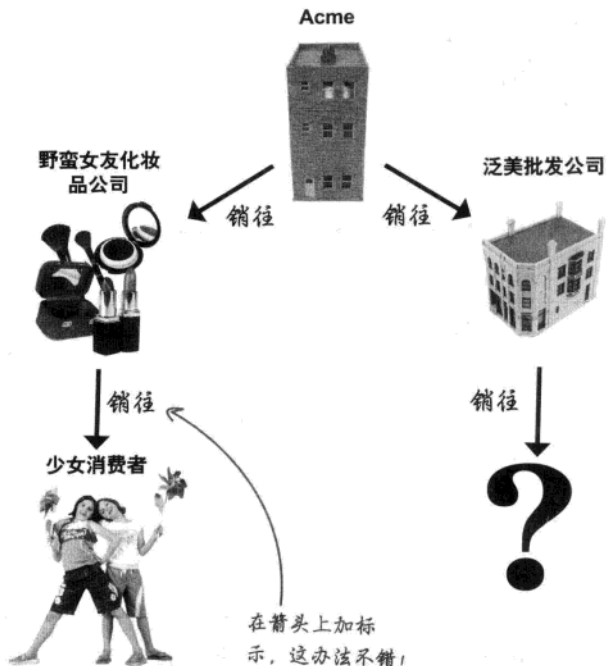 Acme
野蛮女友化妆
品公司
泛美批发公司
销往
销往
销往
销往
少女消费者
?
在箭头上加标
示，这办法不错！